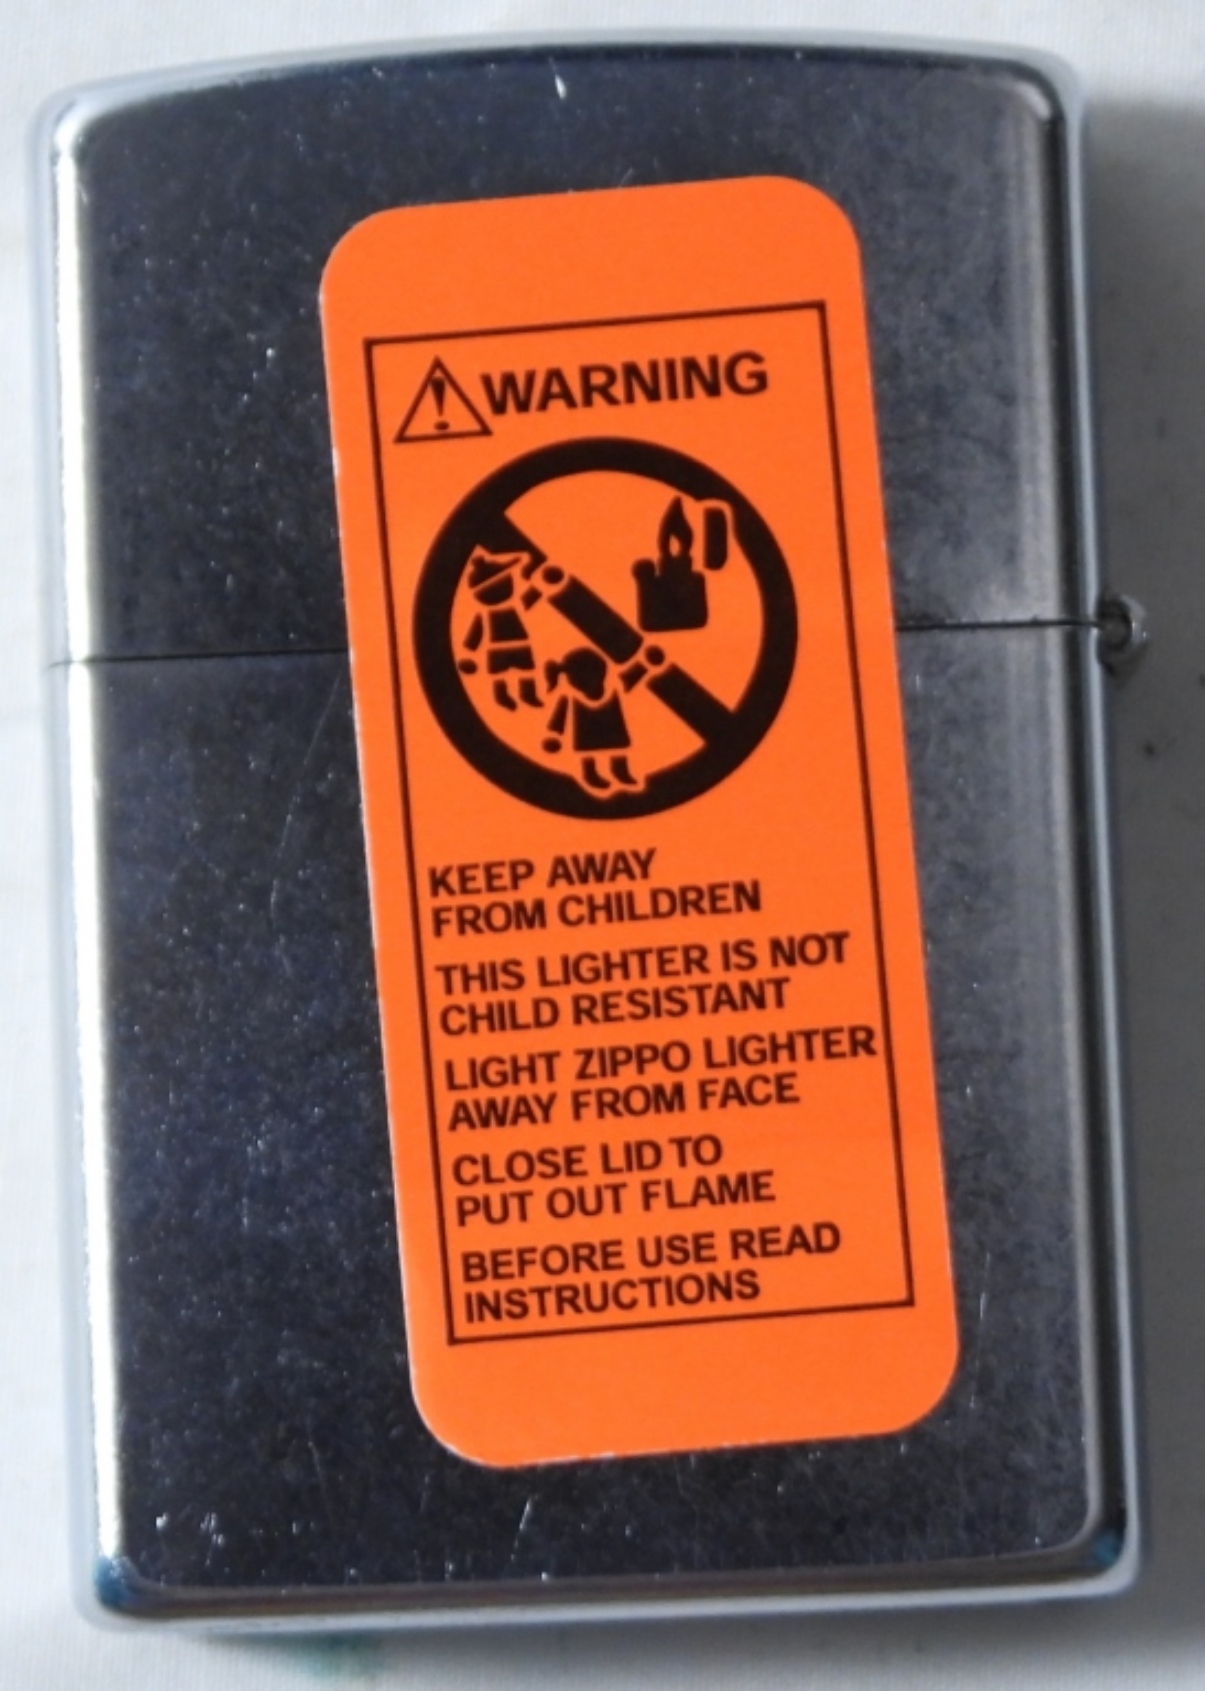 WARNING
KEEP AWAY
FROM CHILDREN
THIS LIGHTER IS NOT
CHILD RESISTANT
LIGHT ZIPPO LIGHTER
AWAY FROM FACE
CLOSE LID TO
PUT OUT FLAME
BEFORE USE READ
INSTRUCTIONS